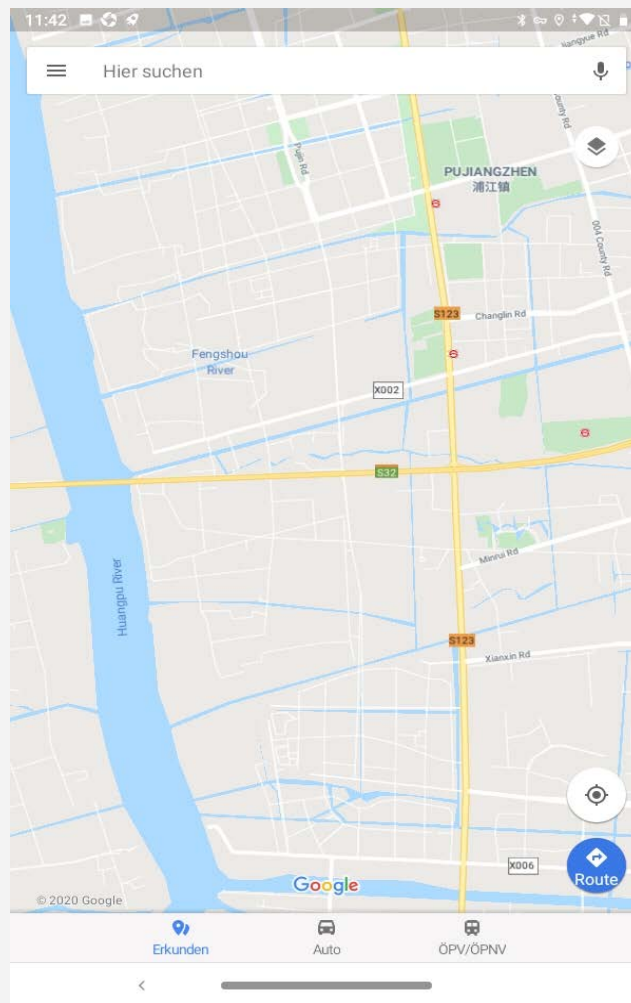 11:42
Jiangyue Rd
Hier suchen
County Rd
Pujin Rd
PUJIANGZHEN
浦江镇
004 County Rd
S123
Changlin Rd
Fengshou
River
X002
S32
Minrui Rd
Huangpu River
S123
Xianxin Rd
X006
Route
Google
© 2020 Google
Erkunden
Auto
ÖPV/ÖPNV